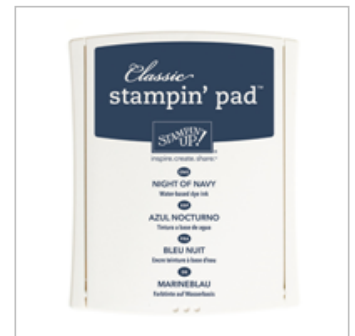 Classic
stampin' pad™
STAMPIN' UP!®
inspire. create. share.®
NIGHT OF NAVY
Water based dye ink
AZUL NOCTURNO
Tintura a base de agua
BLEU NUIT
Encre teinture à base d'eau
MARINEBLAU
Farbtinte auf Wasserbasis